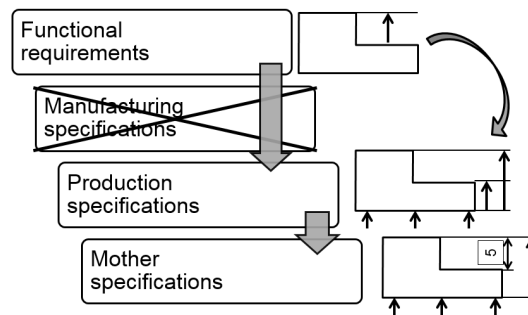 Functional
requirements
Manufacturing
specifications
Production
specifications
Mother
specifications
5